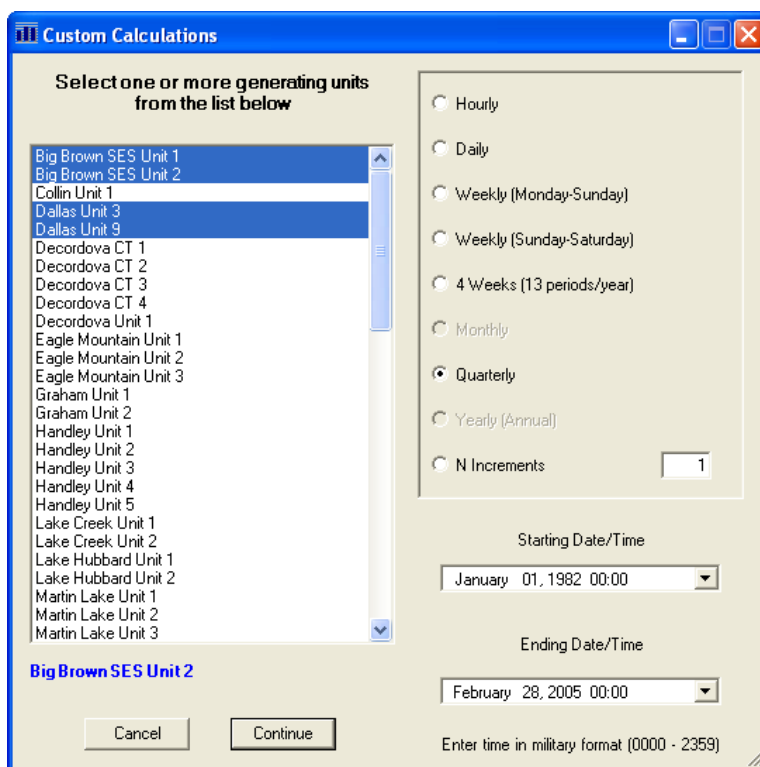 Custom Calculations
Select one or more generating units
from the list below
Big Brown SES Unit 1
Big Brown SES Unit 2
Collin Unit 1
Dallas Unit 3
Dallas Unit 9
Decordova CT 1
Decordova CT 2
Decordova CT 3
Decordova CT 4
Decordova Unit 1
Eagle Mountain Unit 1
Eagle Mountain Unit 2
Eagle Mountain Unit 3
Graham Unit 1
Graham Unit 2
Handley Unit 1
Handley Unit 2
Handley Unit 3
Handley Unit 4
Handley Unit 5
Lake Creek Unit 1
Lake Creek Unit 2
Lake Hubbard Unit 1
Lake Hubbard Unit 2
Martin Lake Unit 1
Martin Lake Unit 2
Martin Lake Unit 3
Big Brown SES Unit 2
Cancel
Continue
Hourly
Daily
Weekly (Monday-Sunday)
Weekly (Sunday-Saturday)
4 Weeks (13 periods/year)
Monthly
Quarterly
Yearly (Annual)
N Increments 1
Starting Date/Time
January 01, 1982 00:00
Ending Date/Time
February 28, 2005 00:00
Enter time in military format (0000 - 2359)